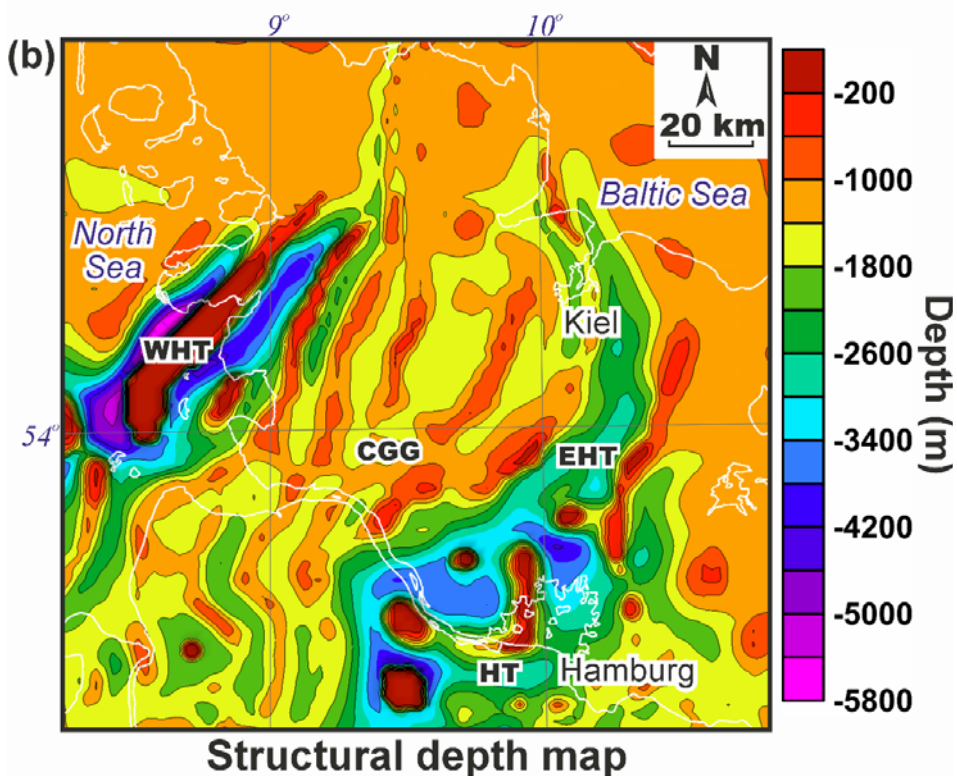 9° 10°
(b)
N
20 km
North
Sea
Baltic Sea
Kiel
WHT
54°
CGG
EHT
HT
Hamburg
-200
-1000
-1800
-2600
-3400
-4200
-5000
-5800
Depth (m)
Structural depth map